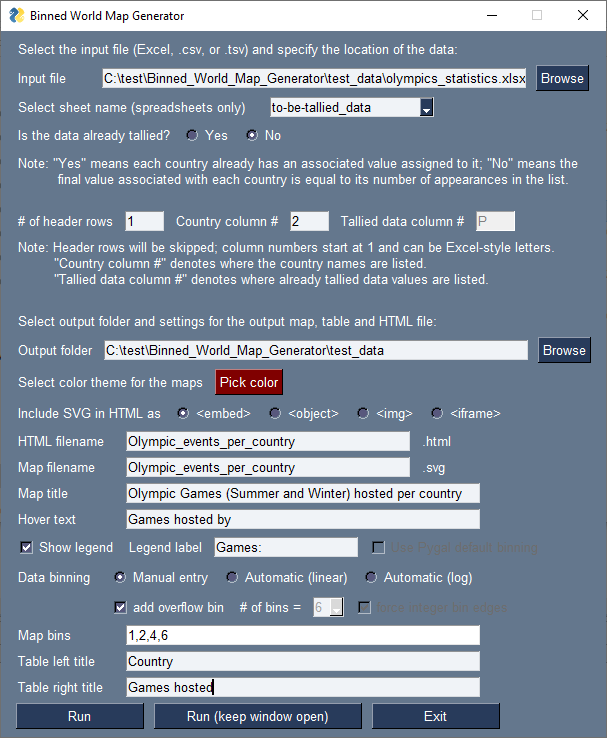 Binned World Map Generator
Select the input file (Excel, .csv, or .tsv) and specify the location of the data:
Input file C:\test\Binned_World_Map_Generator\test_data\olympics_statistics.xlsx Browse
Select sheet name (spreadsheets only) to-be-tallied_data
Is the data already tallied? Yes No
Note: "Yes" means each country already has an associated value assigned to it; "No" means the
final value associated with each country is equal to its number of appearances in the list.
# of header rows 1 Country column # 2 Tallied data column # P
Note: Header rows will be skipped; column numbers start at 1 and can be Excel-style letters.
"Country column #" denotes where the country names are listed.
"Tallied data column #" denotes where already tallied data values are listed.
Select output folder and settings for the output map, table and HTML file:
Output folder C:\test\Binned_World_Map_Generator\test_data Browse
Select color theme for the maps Pick color
Include SVG in HTML as <embed> <object> <img> <iframe>
HTML filename Olympic_events_per_country .html
Map filename Olympic_events_per_country .svg
Map title Olympic Games (Summer and Winter) hosted per country
Hover text Games hosted by
Show legend Legend label Games: Use Pygal default binning
Data binning Manual entry Automatic (linear) Automatic (log)
add overflow bin # of bins = 6 force integer bin edges
Map bins 1,2,4,6
Table left title Country
Table right title Games hosted
Run Run (keep window open) Exit